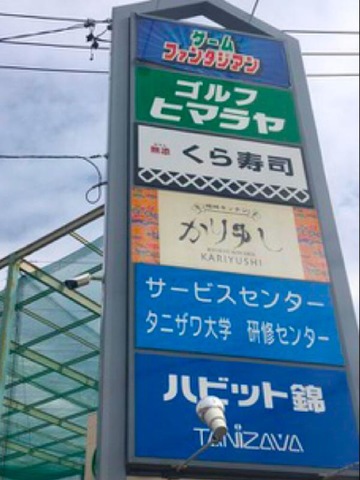 ゲーム
ファンタジアン
ゴルフ
ヒマラヤ
無添
くら寿司
かりゆし
KARIYUSHI
サービスセンター
タニザワ大学 研修センター
ハビット錦
TANIZAWA